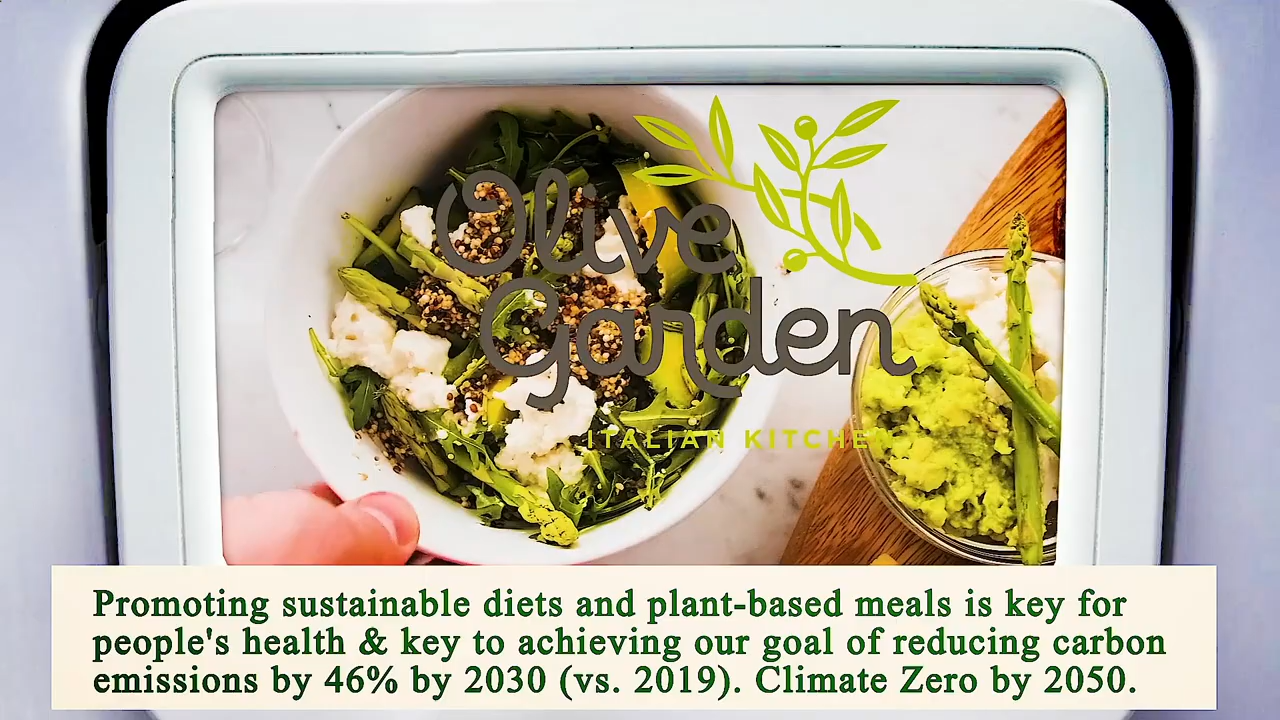 Olive
Garden
ITALIAN KITCHEN
Promoting sustainable diets and plant-based meals is key for
people's health & key to achieving our goal of reducing carbon
emissions by 46% by 2030 (vs. 2019). Climate Zero by 2050.